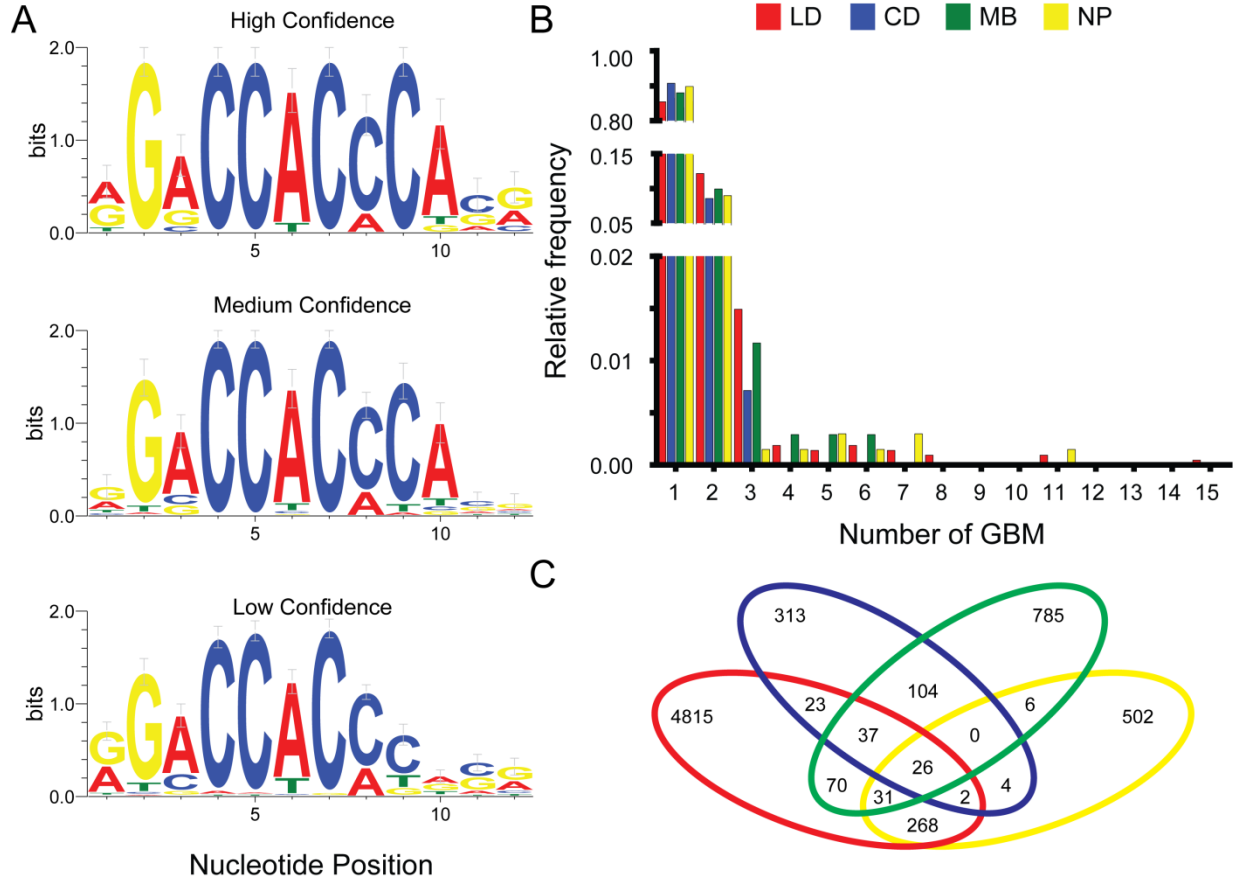 A
High Confidence
2.0
1.0
0.0
bits
5
10
Medium Confidence
2.0
1.0
0.0
bits
5
10
Low Confidence
2.0
1.0
0.0
bits
5
10
Nucleotide Position
B
LD CD MB NP
1.00
0.80
0.15
0.05
0.02
0.01
0.00
Relative frequency
1 2 3 4 5 6 7 8 9 10 11 12 13 14 15
Number of GBM
C
313
785
4815
23
104
6
502
37
0
26
70
31
2
4
268